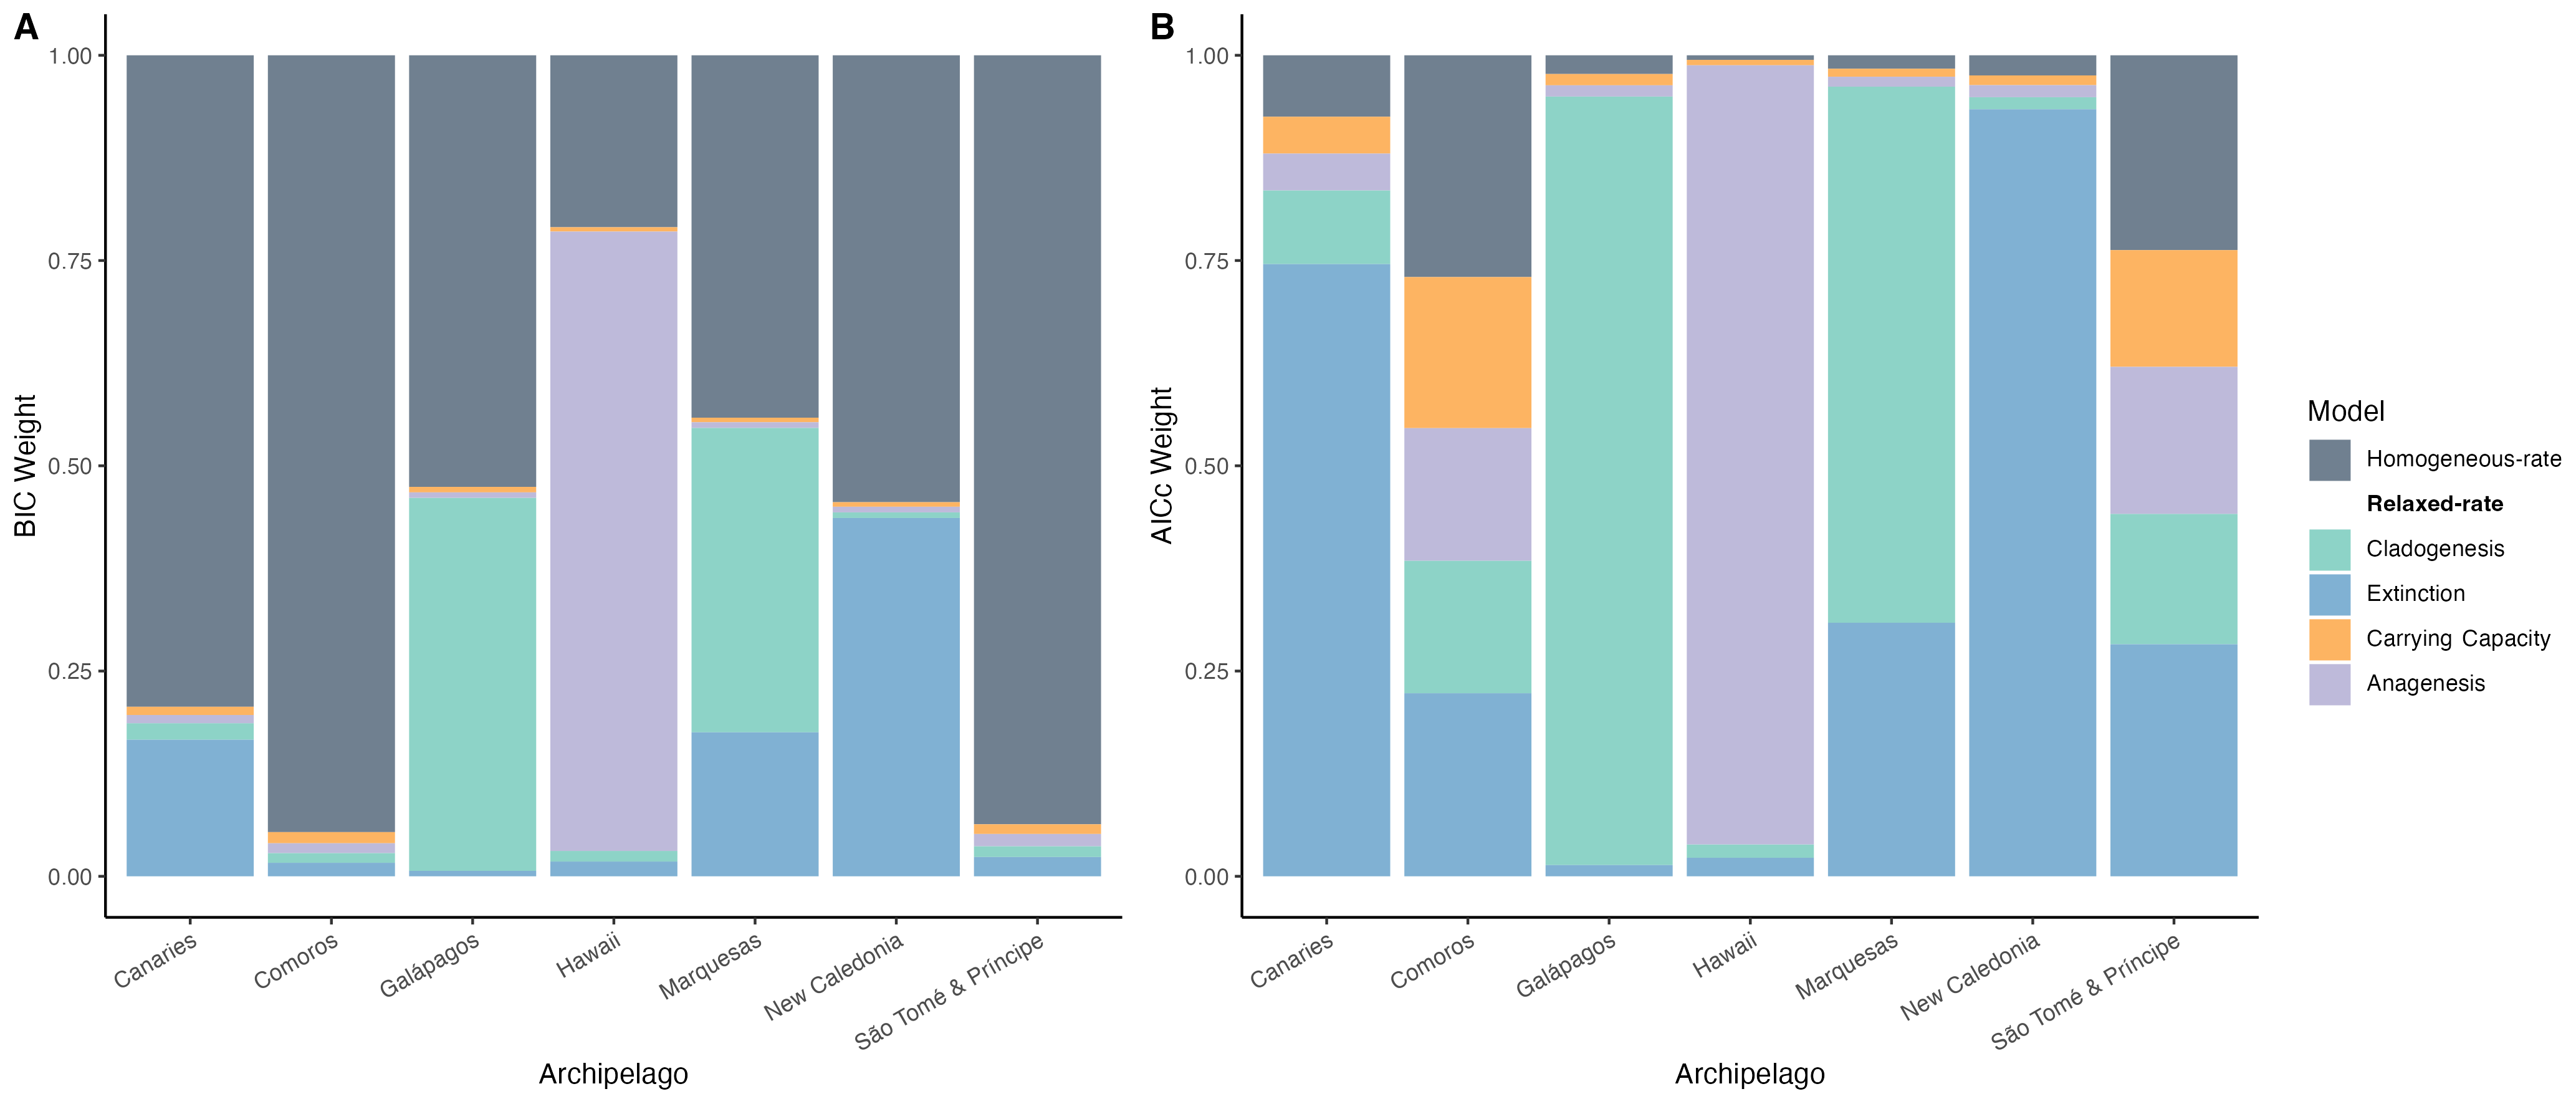 A
BIC Weight
1.00
0.75
0.50
0.25
0.00
Canaries
Comoros
Galápagos
Hawaii
Marquesas
New Caledonia
São Tomé & Príncipe
Archipelago
B
AICc Weight
1.00
0.75
0.50
0.25
0.00
Canaries
Comoros
Galápagos
Hawaii
Marquesas
New Caledonia
São Tomé & Príncipe
Archipelago
Model
Homogeneous-rate
Relaxed-rate
Cladogenesis
Extinction
Carrying Capacity
Anagenesis